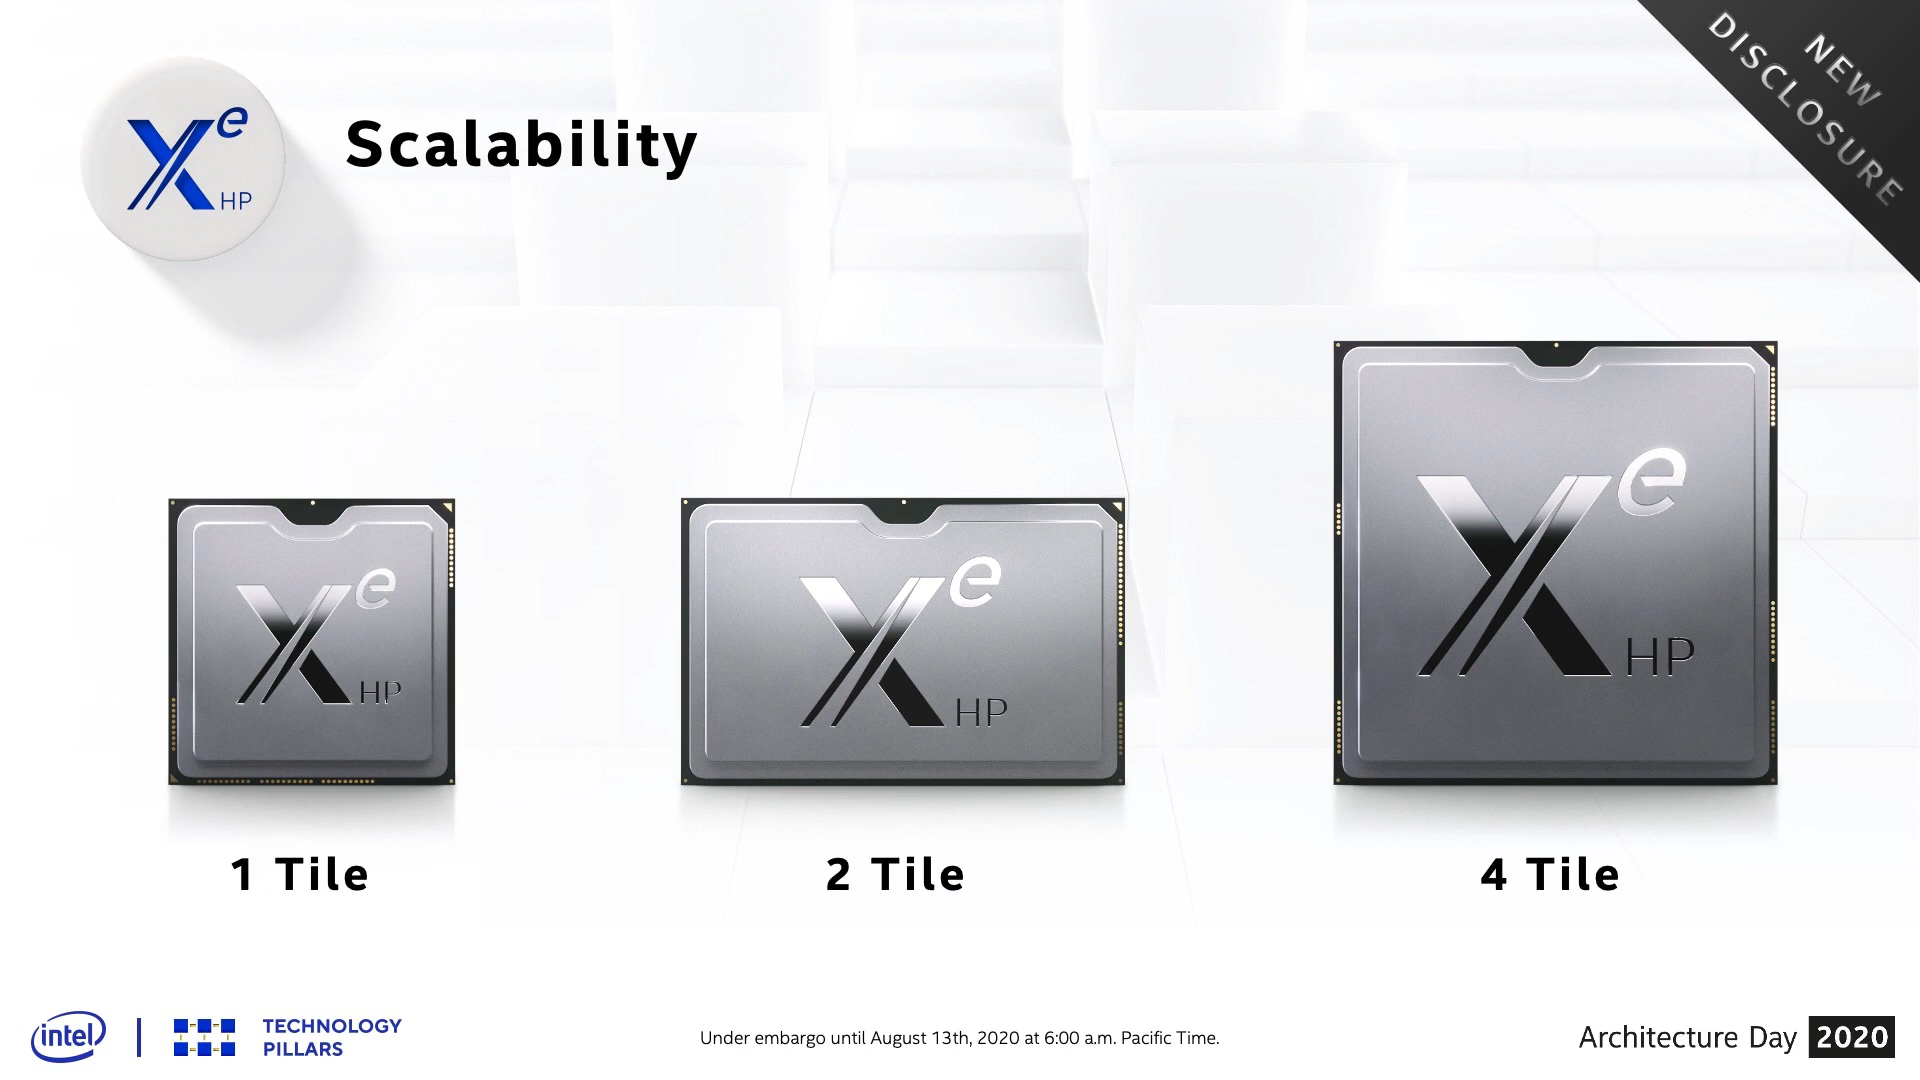 Xe HP
Scalability
NEW
DISCLOSURE
Xe HP
Xe HP
Xe HP
1 Tile
2 Tile
4 Tile
intel
TECHNOLOGY
PILLARS
Under embargo until August 13th, 2020 at 6:00 a.m. Pacific Time.
Architecture Day 2020